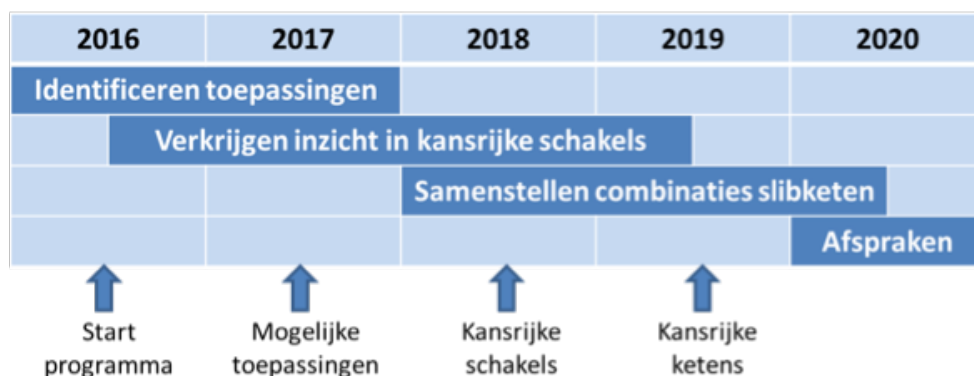 2016 2017 2018 2019 2020
Identificeren toepassingen
Verkrijgen inzicht in kansrijke schakels
Samenstellen combinaties slibketen
Afspraken
Start programma
Mogelijke toepassingen
Kansrijke schakels
Kansrijke ketens